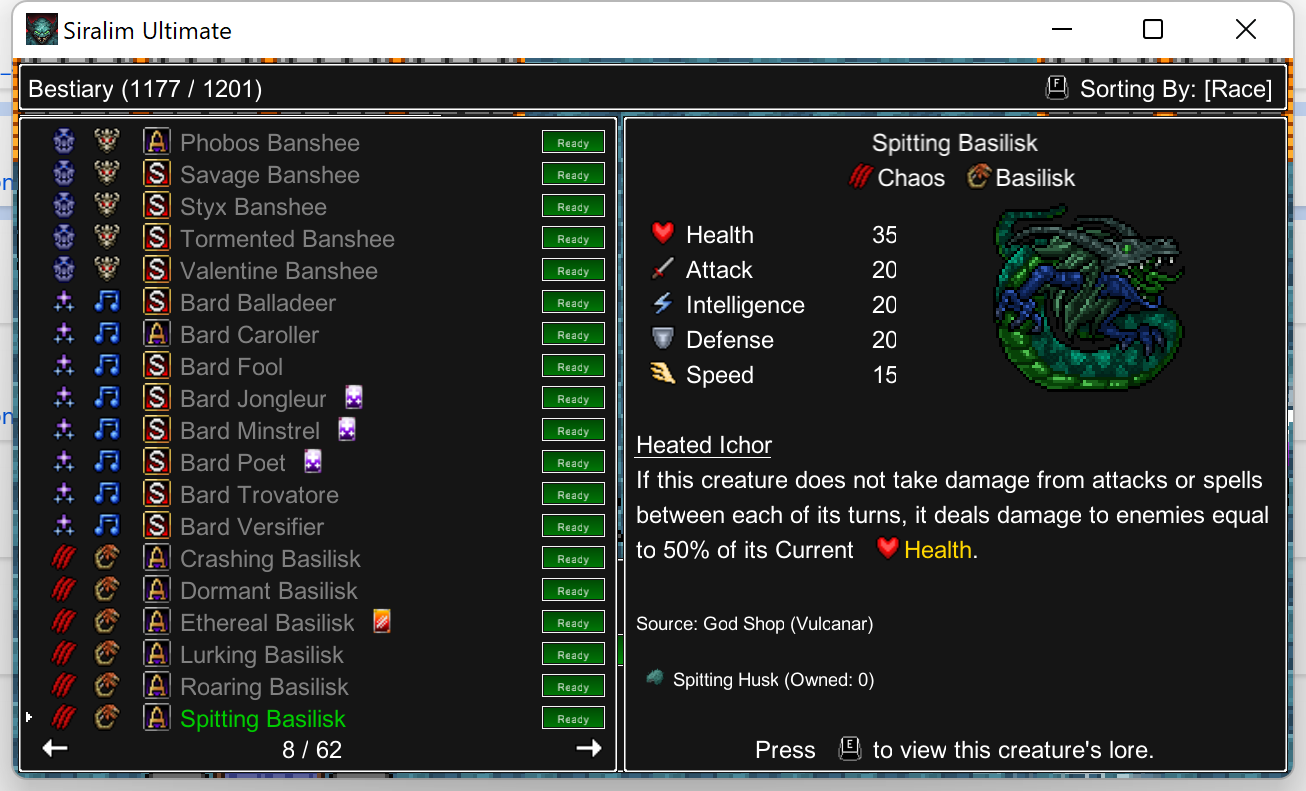 Siralim Ultimate
Bestiary (1177 / 1201)
F Sorting By: [Race]
A Phobos Banshee Ready
S Savage Banshee Ready
S Styx Banshee Ready
S Tormented Banshee Ready
S Valentine Banshee Ready
S Bard Balladeer Ready
A Bard Caroller Ready
S Bard Fool Ready
S Bard Jongleur Ready
S Bard Minstrel Ready
S Bard Poet Ready
S Bard Trovatore Ready
S Bard Versifier Ready
A Crashing Basilisk Ready
A Dormant Basilisk Ready
A Ethereal Basilisk Ready
A Lurking Basilisk Ready
A Roaring Basilisk Ready
A Spitting Basilisk Ready
8 / 62
Spitting Basilisk
Chaos Basilisk
Health 35
Attack 20
Intelligence 20
Defense 20
Speed 15
Heated Ichor
If this creature does not take damage from attacks or spells
between each of its turns, it deals damage to enemies equal
to 50% of its Current Health.
Source: God Shop (Vulcanar)
Spitting Husk (Owned: 0)
Press E to view this creature's lore.